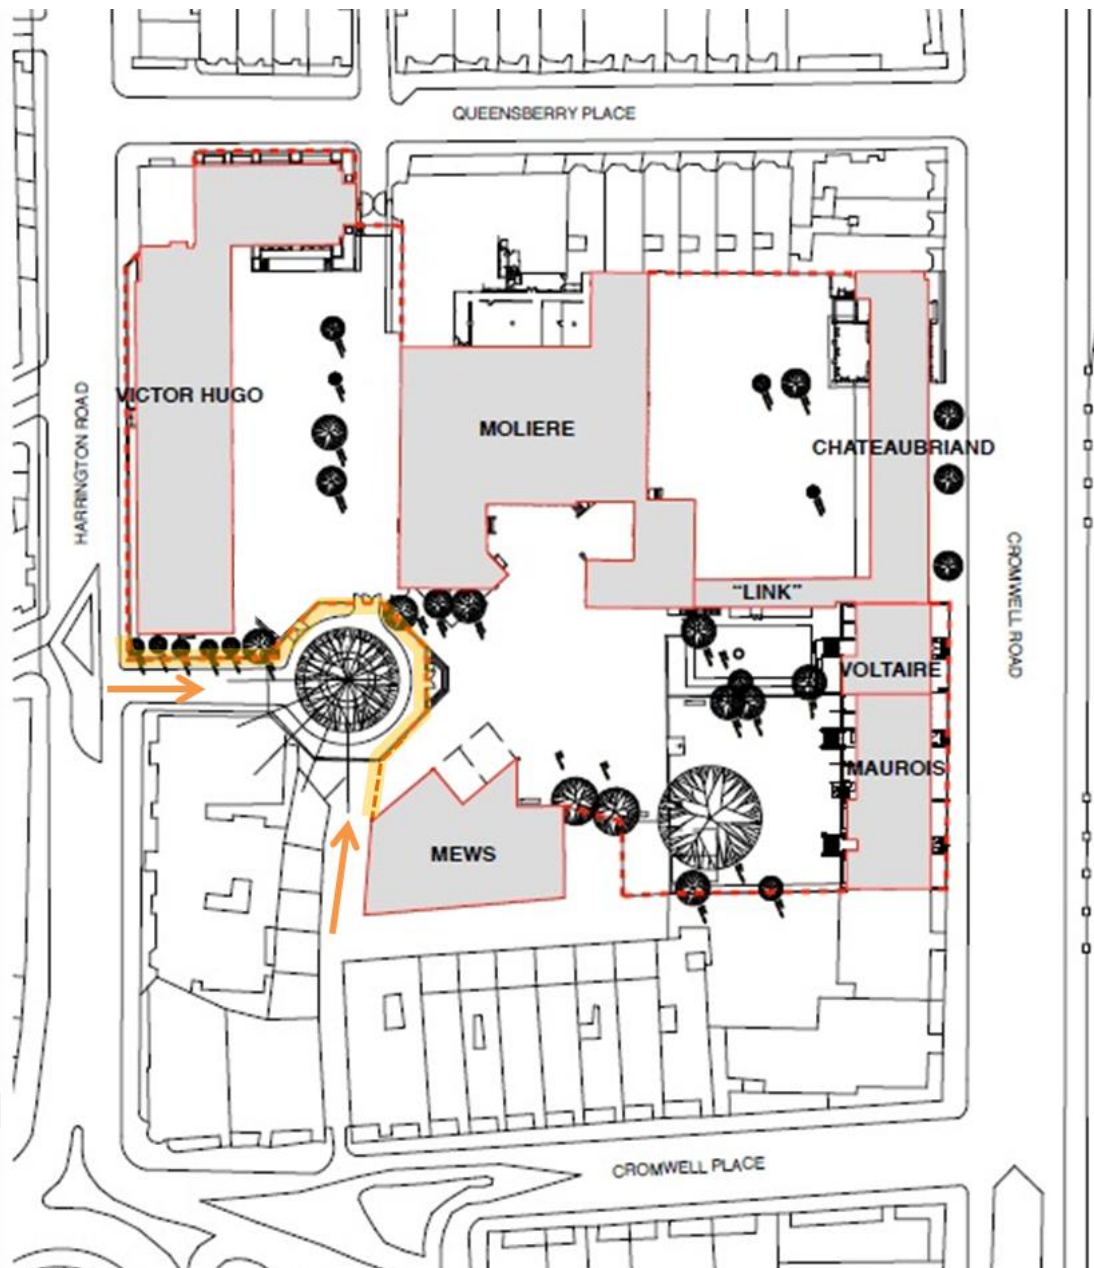 QUEENSBERRY PLACE
VICTOR HUGO
HARRINGTON ROAD
MOLIERE
CHATEAUBRIAND
CROMWELL ROAD
"LINK"
VOLTAIRE
MAUROIS
MEWS
CROMWELL PLACE